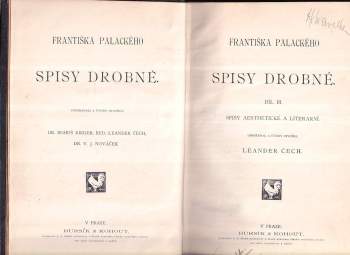 FRANTIŠKA PALACKÉHO
SPISY DROBNÉ.
DR. BOHUŠ RIEGER, RED. LEANDER ČECH,
DR. V. J. NOVÁČEK.
V PRAZE.
BURSÍK & KOHOUT,
FRANTIŠKA PALACKÉHO
SPISY DROBNÉ.
DÍL III.
SPISY AESTHETICKÉ A LITERÁRNÍ.
LEANDER ČECH.
V PRAZE.
BURSÍK & KOHOUT,